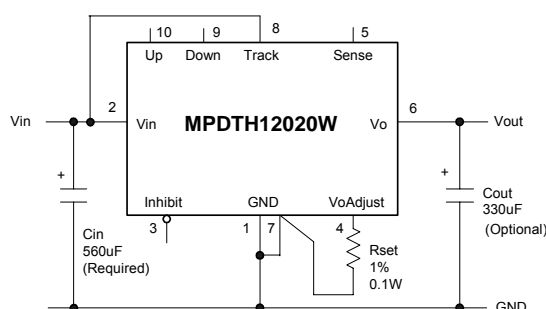 10 9 8 5
Up Down Track Sense
Vin 2 Vin MPDTH12020W Vo 6 Vout
+ +
Inhibit GND VoAdjust
3 1 7 4
Cin
560uF
(Required)
Rset
1%
0.1W
Cout
330uF
(Optional)
GND